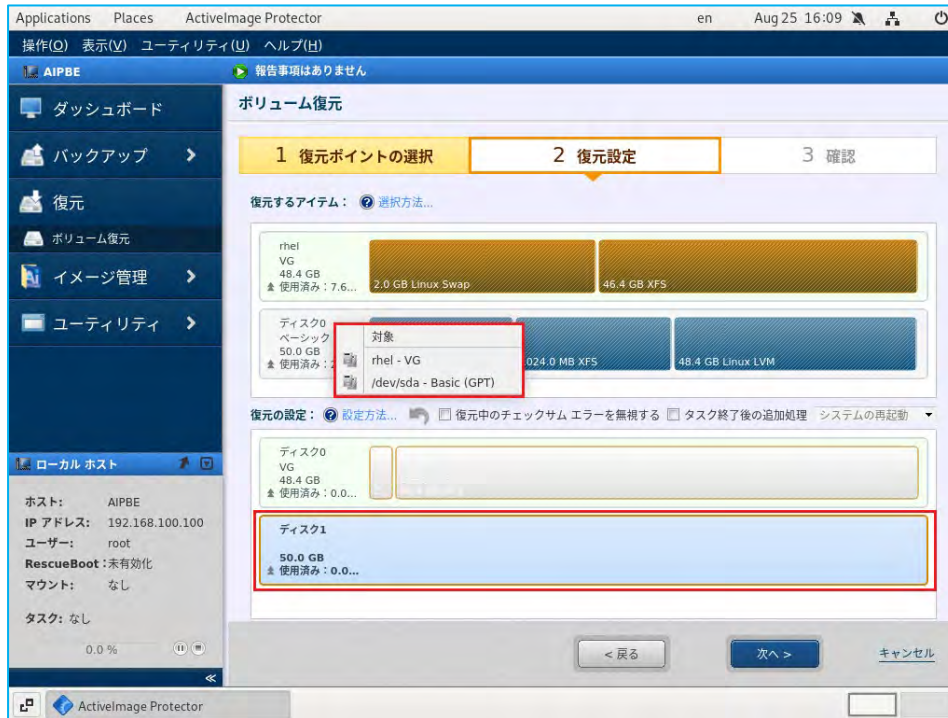 Applications Places ActiveImage Protector en Aug 25 16:09
操作(O) 表示(V) ユーティリティ(U) ヘルプ(H)
AIPBE 報告事項はありません
ダッシュボード
バックアップ
復元
ボリューム復元
イメージ管理
ユーティリティ
ボリューム復元
1 復元ポイントの選択 2 復元設定 3 確認
復元するアイテム： 選択方法...
rhel
VG
48.4 GB
使用済み：7.6...
2.0 GB Linux Swap 46.4 GB XFS
ディスク0
ベーシック
50.0 GB
使用済み：2
024.0 MB XFS 48.4 GB Linux LVM
対象
rhel - VG
/dev/sda - Basic (GPT)
復元の設定： 設定方法... 復元中のチェックサム エラーを無視する タスク終了後の追加処理 システムの再起動
ディスク0
VG
48.4 GB
使用済み：0.0...
ディスク1
50.0 GB
使用済み：0.0...
ローカル ホスト
ホスト: AIPBE
IP アドレス: 192.168.100.100
ユーザー: root
RescueBoot：未有効化
マウント: なし
タスク: なし
0.0 %
< 戻る 次へ > キャンセル
ActiveImage Protector